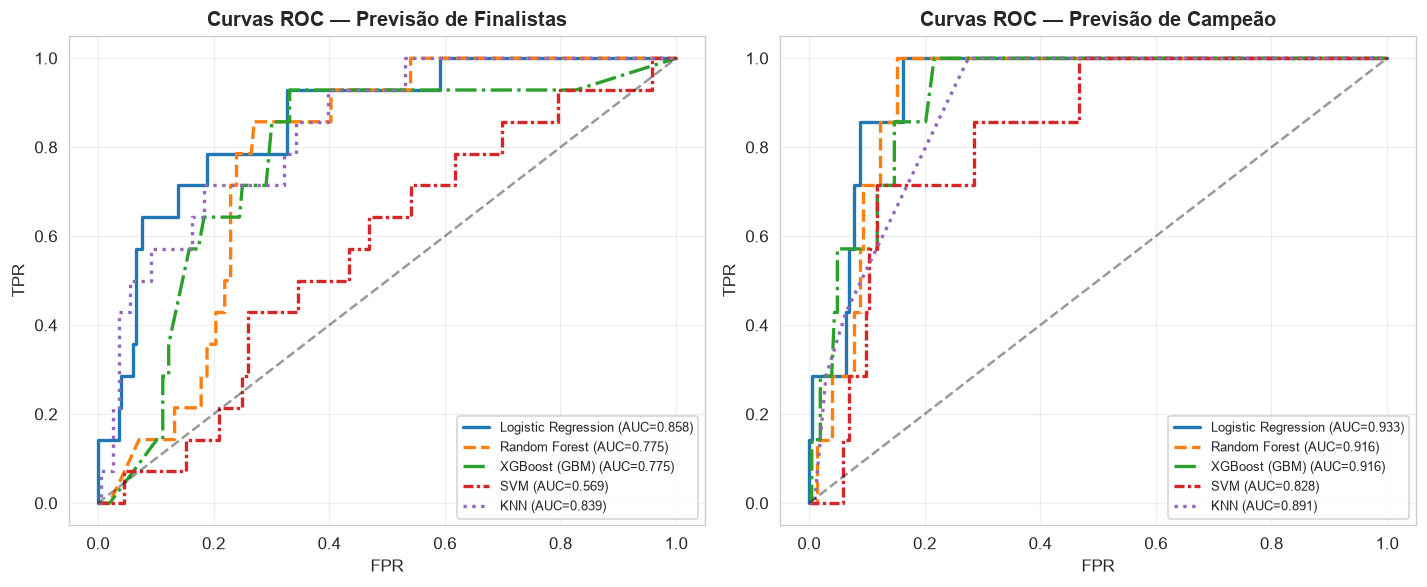 Curvas ROC — Previsão de Finalistas
TPR
1.0
0.8
0.6
0.4
0.2
0.0
0.0 0.2 0.4 0.6 0.8 1.0
FPR
Logistic Regression (AUC=0.858)
Random Forest (AUC=0.775)
XGBoost (GBM) (AUC=0.775)
SVM (AUC=0.569)
KNN (AUC=0.839)
Curvas ROC — Previsão de Campeão
TPR
1.0
0.8
0.6
0.4
0.2
0.0
0.0 0.2 0.4 0.6 0.8 1.0
FPR
Logistic Regression (AUC=0.933)
Random Forest (AUC=0.916)
XGBoost (GBM) (AUC=0.916)
SVM (AUC=0.828)
KNN (AUC=0.891)